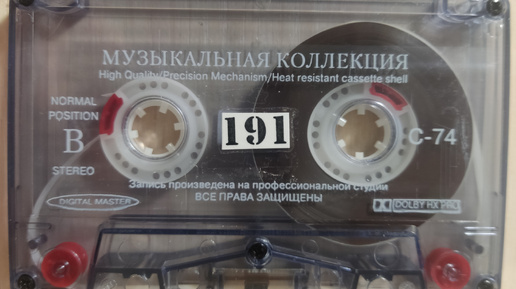 МУЗЫКАЛЬНАЯ КОЛЛЕКЦИЯ
High Quality/Precision Mechanism/Heat resistant cassette shell
NORMAL
POSITION
B
STEREO
191
C-74
Запись произведена на профессиональной студии
ВСЕ ПРАВА ЗАЩИЩЕНЫ
DIGITAL MASTER
DOLBY HX PRO